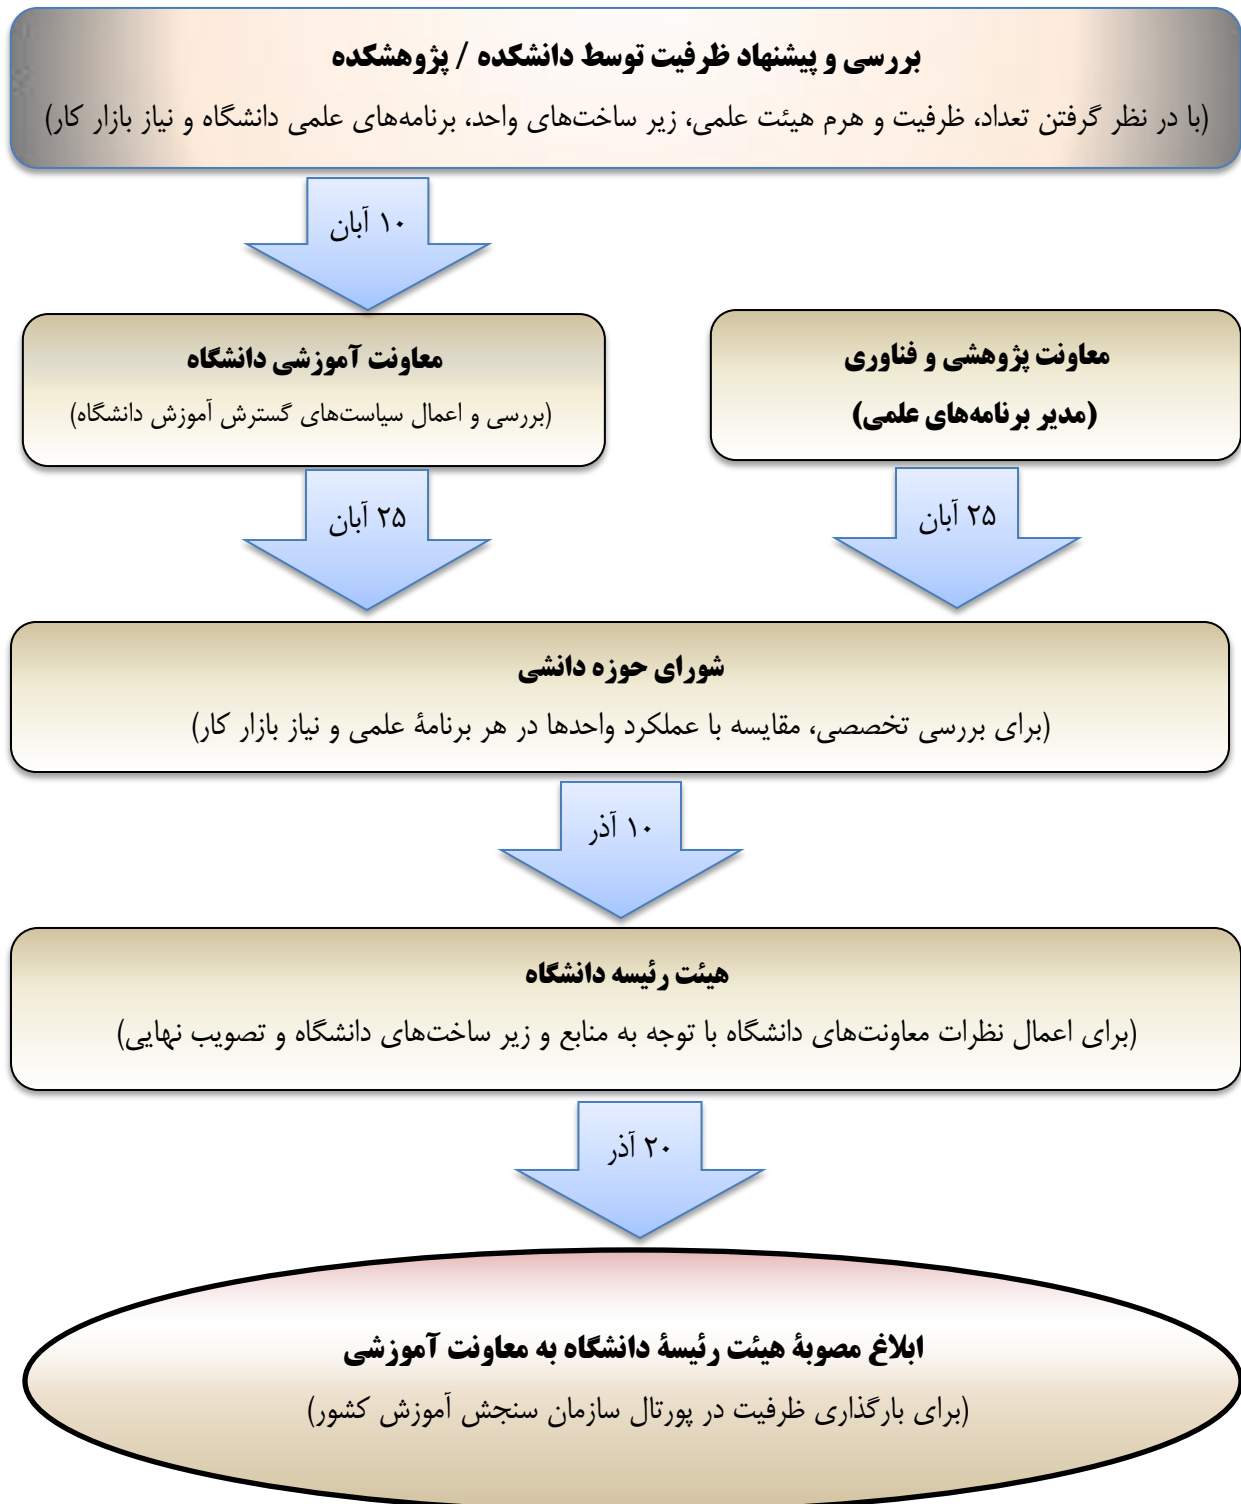 بررسی و پیشنهاد ظرفیت توسط دانشکده / پژوهشکده
(با در نظر گرفتن تعداد، ظرفیت و هرم هیئت علمی، زیر ساخت‌های واحد، برنامه‌های علمی دانشگاه و نیاز بازار کار)
۱۰ آبان
معاونت پژوهشی و فناوری
(مدیر برنامه‌های علمی)
معاونت آموزشی دانشگاه
(بررسی و اعمال سیاست‌های گسترش آموزش دانشگاه)
۲۵ آبان
۲۵ آبان
شورای حوزه دانشی
(برای بررسی تخصصی، مقایسه با عملکرد واحدها در هر برنامۀ علمی و نیاز بازار کار)
۱۰ آذر
هیئت رئیسه دانشگاه
(برای اعمال نظرات معاونت‌های دانشگاه با توجه به منابع و زیر ساخت‌های دانشگاه و تصویب نهایی)
۲۰ آذر
ابلاغ مصوبۀ هیئت رئیسۀ دانشگاه به معاونت آموزشی
(برای بارگذاری ظرفیت در پورتال سازمان سنجش آموزش کشور)